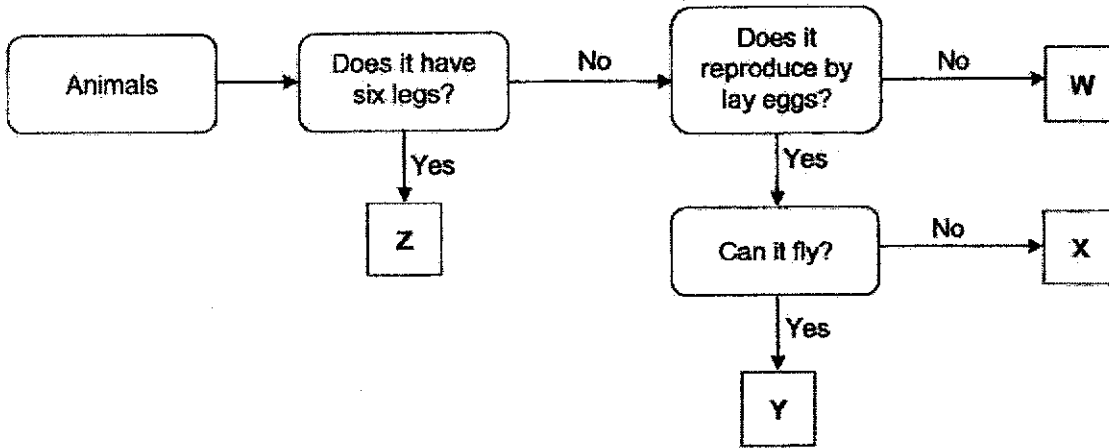 Animals
Does it have
six legs?
No
Does it
reproduce by
lay eggs?
No
W
Yes
Z
Yes
Can it fly?
No
X
Yes
Y